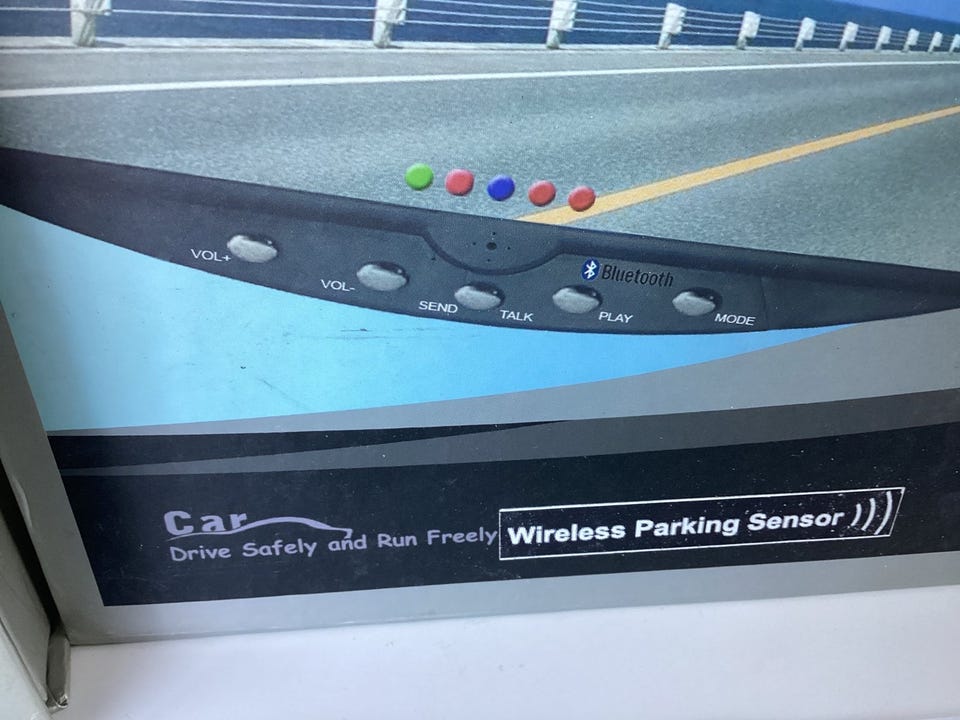 VOL+
VOL-
SEND
TALK
Bluetooth
PLAY
MODE
Car
Drive Safely and Run Freely
Wireless Parking Sensor